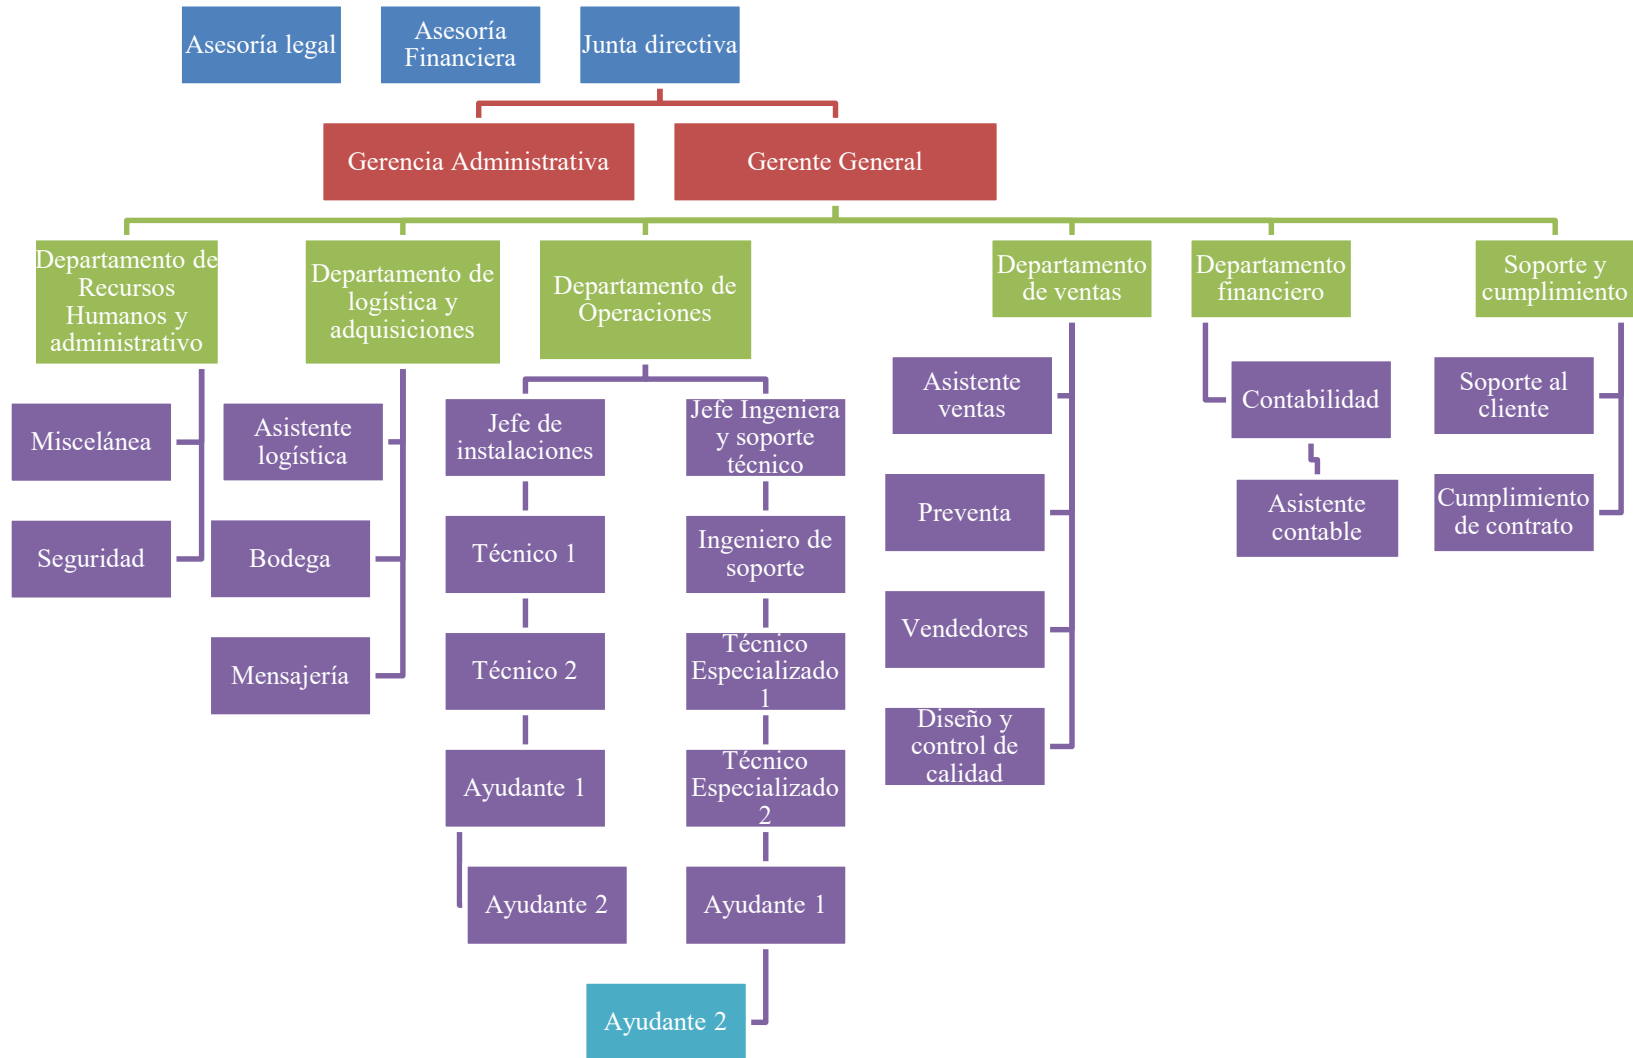 Asesoría legal
Asesoría
Financiera
Junta directiva
Gerencia Administrativa
Gerente General
Departamento de
Recursos
Humanos y
administrativo
Departamento de
logística y
adquisiciones
Departamento de
Operaciones
Departamento
de ventas
Departamento
financiero
Soporte y
cumplimiento
Miscelánea
Seguridad
Asistente
logística
Bodega
Mensajería
Jefe de
instalaciones
Técnico 1
Técnico 2
Ayudante 1
Ayudante 2
Jefe Ingeniera
y soporte
técnico
Ingeniero de
soporte
Técnico
Especializado
1
Técnico
Especializado
2
Ayudante 1
Ayudante 2
Asistente
ventas
Preventa
Vendedores
Diseño y
control de
calidad
Contabilidad
Asistente
contable
Soporte al
cliente
Cumplimiento
de contrato